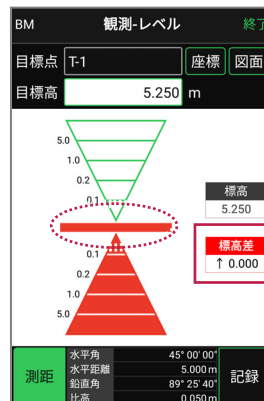 BM 観測-レベル 終了
目標点 T-1 座標 図面
目標高 5.250 m
5.0
1.0
0.2
0.1
標高
5.250
標高差
↑ 0.000
0.1
0.2
1.0
5.0
測距
水平角 45° 00' 00"
水平距離 5.000 m
鉛直角 89° 25' 40"
比高 0.050 m
記録